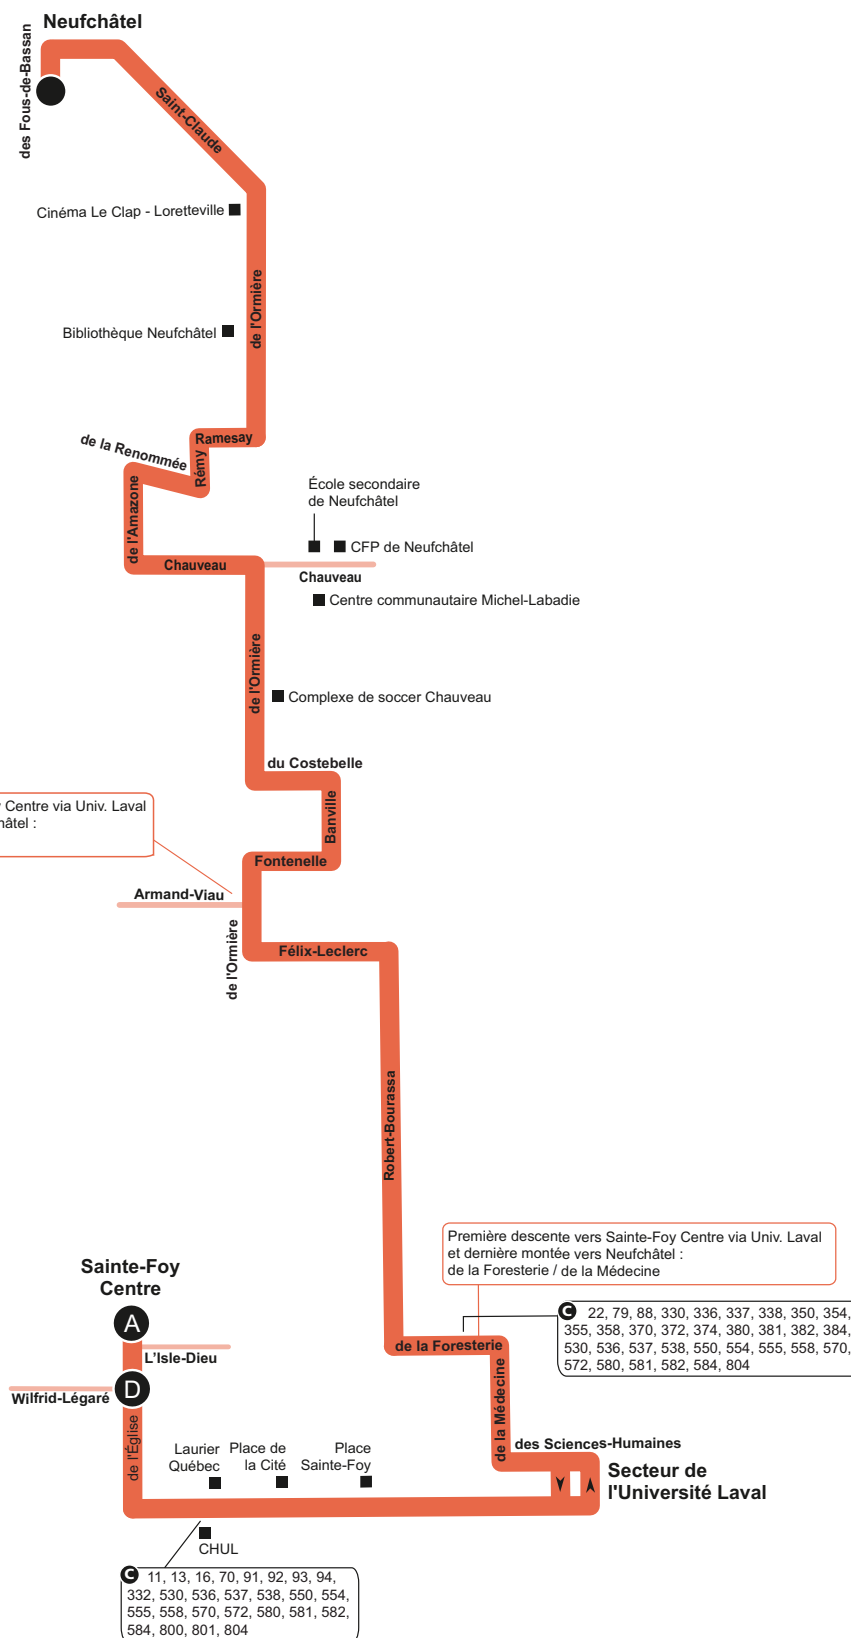 Neufchâtel
des Fous-de-Bassan
Saint-Claude
Cinéma Le Clap - Loretteville
de l'Ormière
Bibliothèque Neufchâtel
Ramesay
de la Renommée
Rémy
École secondaire
de Neufchâtel
de l'Amazone
CFP de Neufchâtel
Chauveau
Chauveau
Centre communautaire Michel-Labadie
de l'Ormière
Complexe de soccer Chauveau
du Costebelle
Banville
Centre via Univ. Laval
âtel :
Fontenelle
Armand-Viau
de l'Ormière
Félix-Leclerc
Robert-Bourassa
Première descente vers Sainte-Foy Centre via Univ. Laval
et dernière montée vers Neufchâtel :
de la Foresterie / de la Médecine
Sainte-Foy
Centre
A
C 22, 79, 88, 330, 336, 337, 338, 350, 354,
355, 358, 370, 372, 374, 380, 381, 382, 384,
530, 536, 537, 538, 550, 554, 555, 558, 570,
572, 580, 581, 582, 584, 804
de la Foresterie
L'Isle-Dieu
D
Wilfrid-Légaré
de l'Église
de la Médecine
des Sciences-Humaines
Laurier
Québec
Place de
la Cité
Place
Sainte-Foy
Secteur de
l'Université Laval
CHUL
C 11, 13, 16, 70, 91, 92, 93, 94,
332, 530, 536, 537, 538, 550, 554,
555, 558, 570, 572, 580, 581, 582,
584, 800, 801, 804